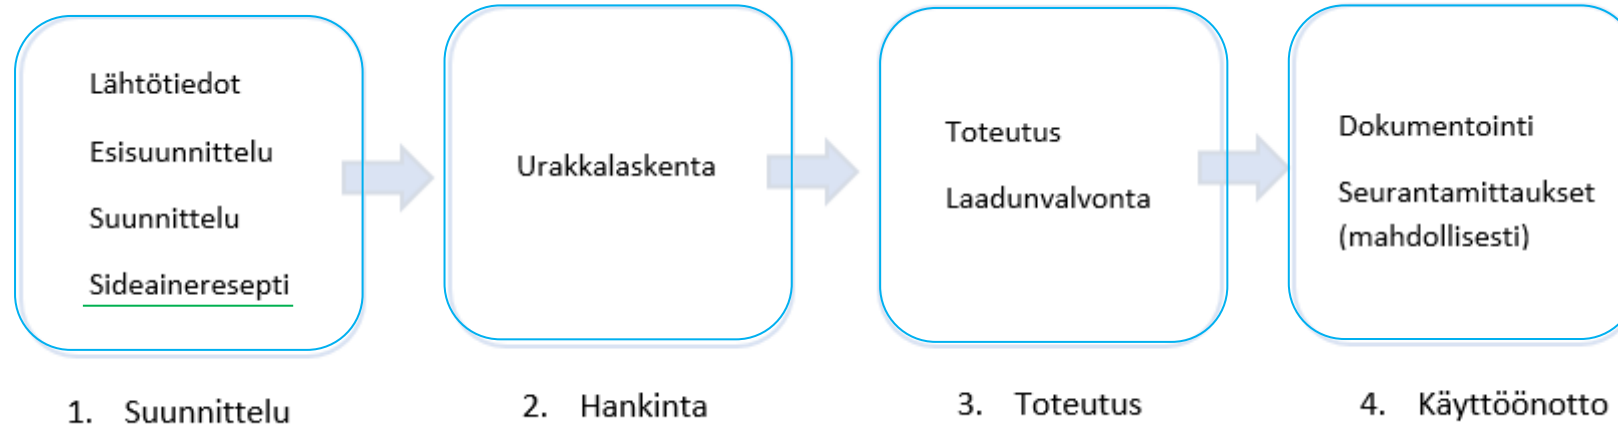 Lähtötiedot
Esisuunnittelu
Suunnittelu
Sideaineresepti
1. Suunnittelu
Urakkalaskenta
2. Hankinta
Toteutus
Laadunvalvonta
3. Toteutus
Dokumentointi
Seurantamittaukset
(mahdollisesti)
4. Käyttöönotto